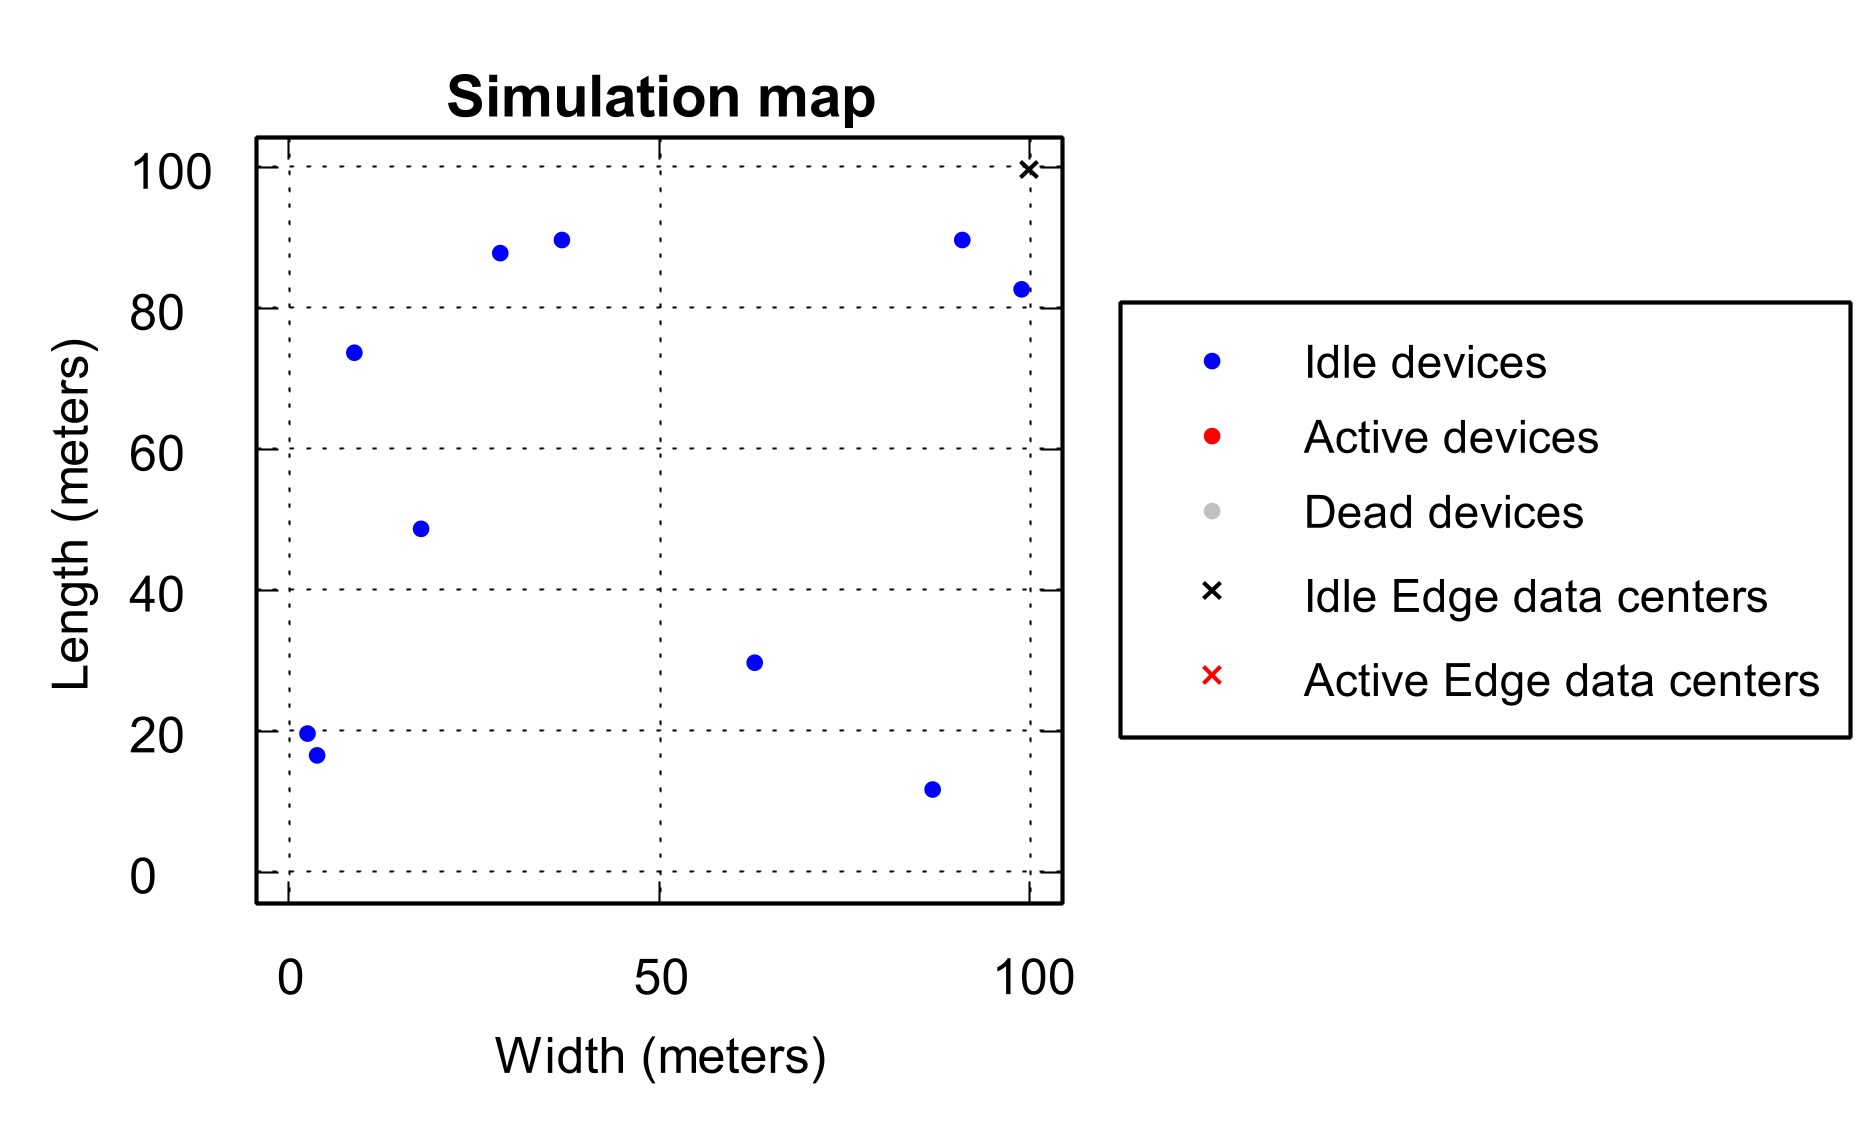 Simulation map
100
80
60
40
20
0
Length (meters)
0 50 100
Width (meters)
Idle devices
Active devices
Dead devices
Idle Edge data centers
Active Edge data centers